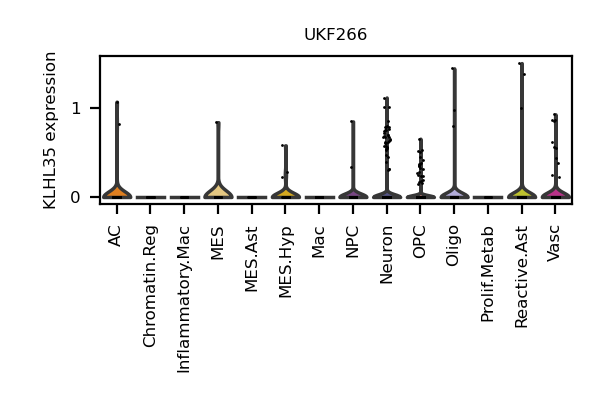 UKF266
KLHL35 expression
1
0
AC
Chromatin.Reg
Inflammatory.Mac
MES
MES.Ast
MES.Hyp
Mac
NPC
Neuron
OPC
Oligo
Prolif.Metab
Reactive.Ast
Vasc